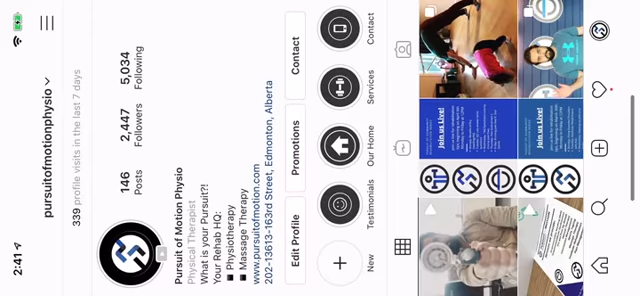 2:41
pursuitofmotionphysio
339 profile visits in the last 7 days
146
Posts
2,447
Followers
5,034
Following
Pursuit of Motion Physio
Physical Therapist
What is your Pursuit?!
Your Rehab HQ:
Physiotherapy
Massage Therapy
www.pursuitofmotion.com
202-13613-163rd Street, Edmonton, Alberta
Edit Profile
Promotions
Contact
New
Testimonials
Our Home
Services
Contact
Join us Live!
Join us Live!